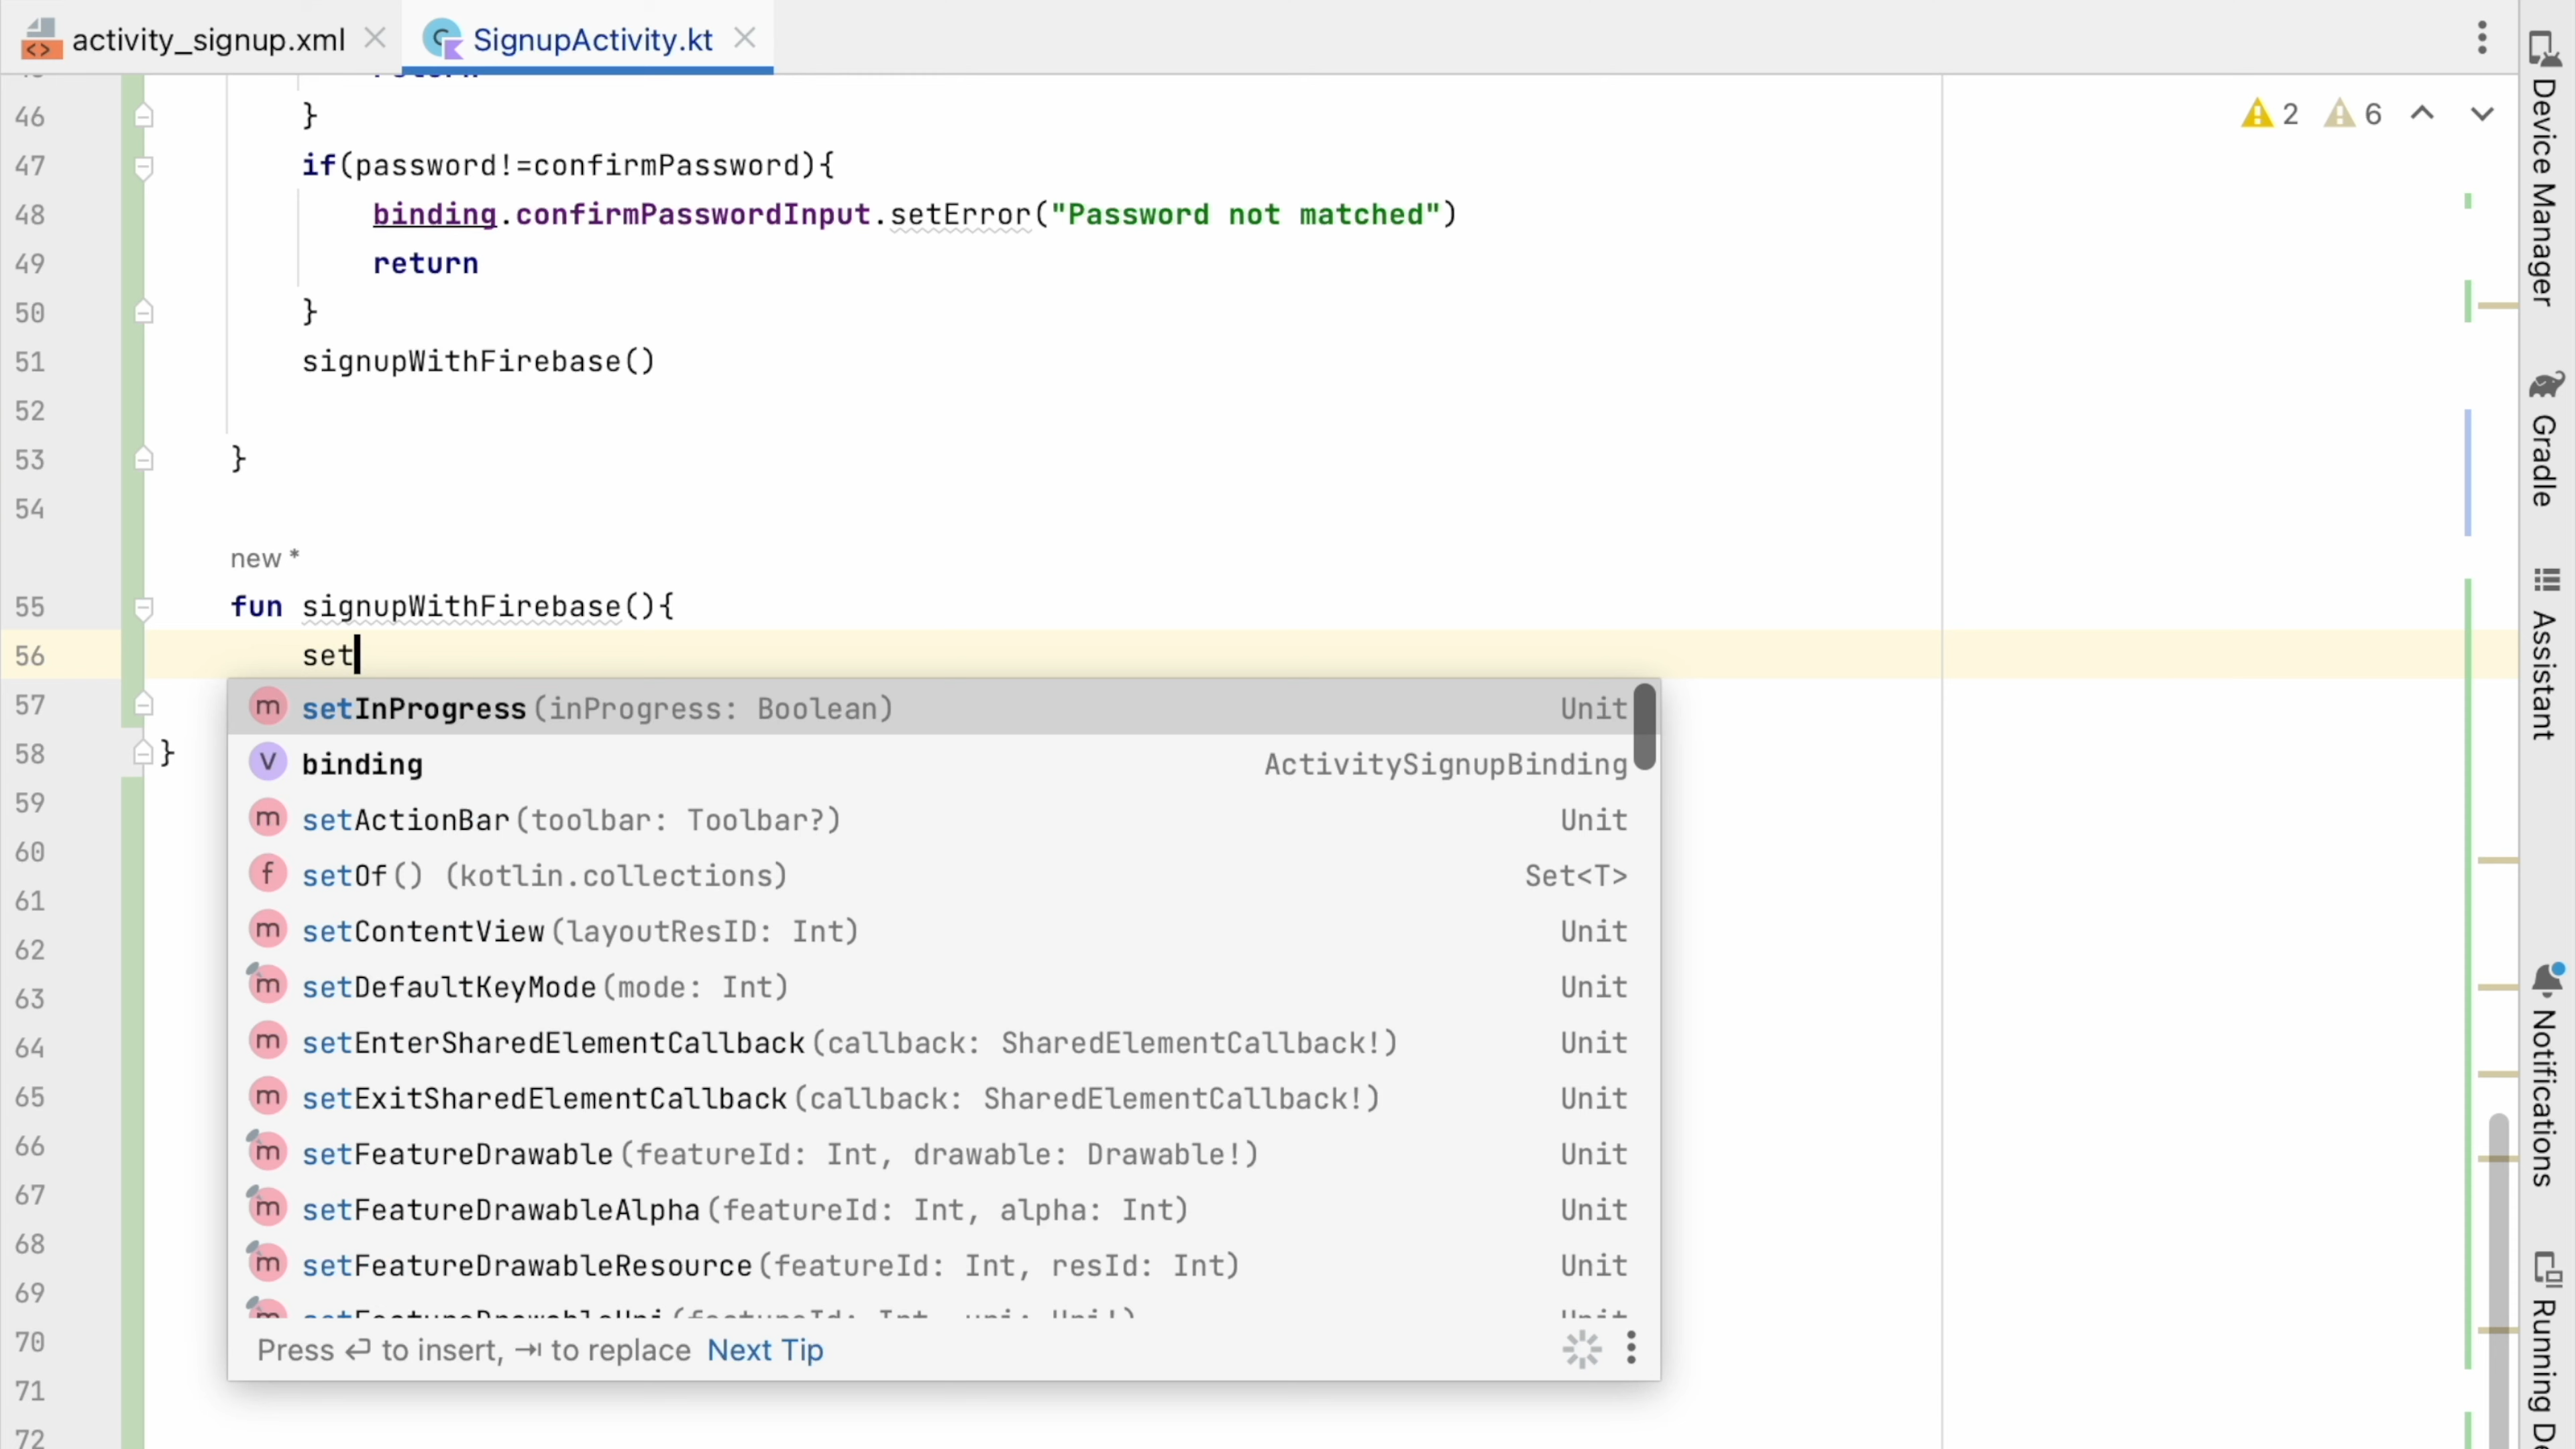 activity_signup.xml SignupActivity.kt
46 }
2 6
47 if(password!=confirmPassword){
48 binding.confirmPasswordInput.setError("Password not matched")
49 return
50 }
51 signupWithFirebase()
52
53 }
54
new *
55 fun signupWithFirebase(){
56 set
57
58 }
59
60
61
62
63
64
65
66
67
68
69
70
71
72
m setInProgress(inProgress: Boolean) Unit
V binding ActivitySignupBinding
m setActionBar(toolbar: Toolbar?) Unit
f setOf() (kotlin.collections) Set<T>
m setContentView(layoutResID: Int) Unit
m setDefaultKeyMode(mode: Int) Unit
m setEnterSharedElementCallback(callback: SharedElementCallback!) Unit
m setExitSharedElementCallback(callback: SharedElementCallback!) Unit
m setFeatureDrawable(featureId: Int, drawable: Drawable!) Unit
m setFeatureDrawableAlpha(featureId: Int, alpha: Int) Unit
m setFeatureDrawableResource(featureId: Int, resId: Int) Unit
Press ⏎ to insert, ⇥ to replace Next Tip
Device Manager
Gradle
Assistant
Notifications
Running